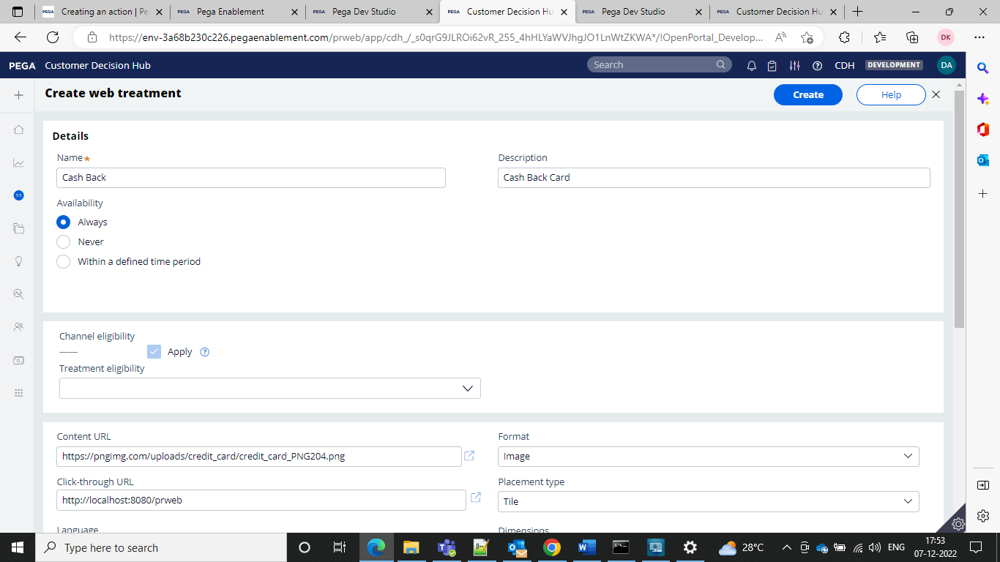 Creating an action | Pe
Pega Enablement
Pega Dev Studio
Customer Decision Hu
Pega Dev Studio
Customer Decision Hu
https://env-3a68b230c226.pegaenablement.com/prweb/app/cdh_/_s0qrG9JLROi62vR_255_4hHLYaWVJhgJO1LnWtZKWA*/!OpenPortal_Develop...
DK
PEGA Customer Decision Hub
Search
CDH
DEVELOPMENT
DA
Create web treatment
Create
Help
Details
Name★
Description
Cash Back
Cash Back Card
Availability
Always
Never
Within a defined time period
Channel eligibility
——
Apply
Treatment eligibility
Content URL
Format
https://pngimg.com/uploads/credit_card/credit_card_PNG204.png
Image
Click-through URL
Placement type
http://localhost:8080/prweb
Tile
Language
Dimensions
Type here to search
28°C
ENG
17:53
07-12-2022